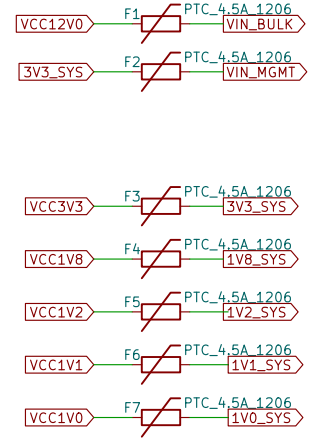 F1 PTC_4.5A_1206
VCC12V0 VIN_BULK
F2 PTC_4.5A_1206
3V3_SYS VIN_MGMT
F3 PTC_4.5A_1206
VCC3V3 3V3_SYS
F4 PTC_4.5A_1206
VCC1V8 1V8_SYS
F5 PTC_4.5A_1206
VCC1V2 1V2_SYS
F6 PTC_4.5A_1206
VCC1V1 1V1_SYS
F7 PTC_4.5A_1206
VCC1V0 1V0_SYS